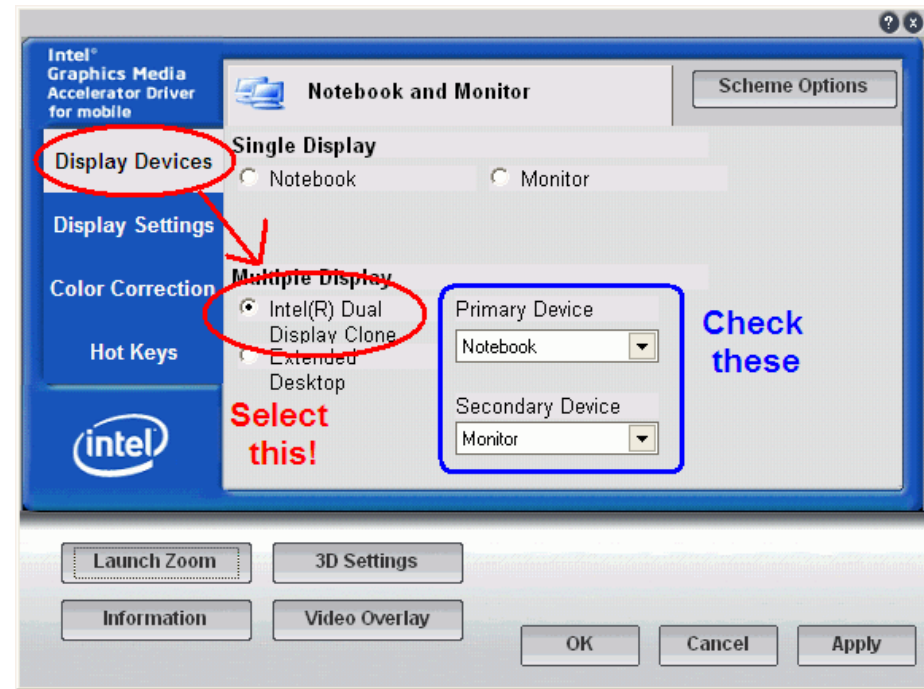 Intel®
Graphics Media
Accelerator Driver
for mobile
Notebook and Monitor
Scheme Options
Display Devices
Display Settings
Color Correction
Hot Keys
intel
Single Display
Notebook
Monitor
Multiple Display
Intel(R) Dual
Display Clone
Extended
Desktop
Select
this!
Primary Device
Notebook
Secondary Device
Monitor
Check
these
Launch Zoom
3D Settings
Information
Video Overlay
OK
Cancel
Apply